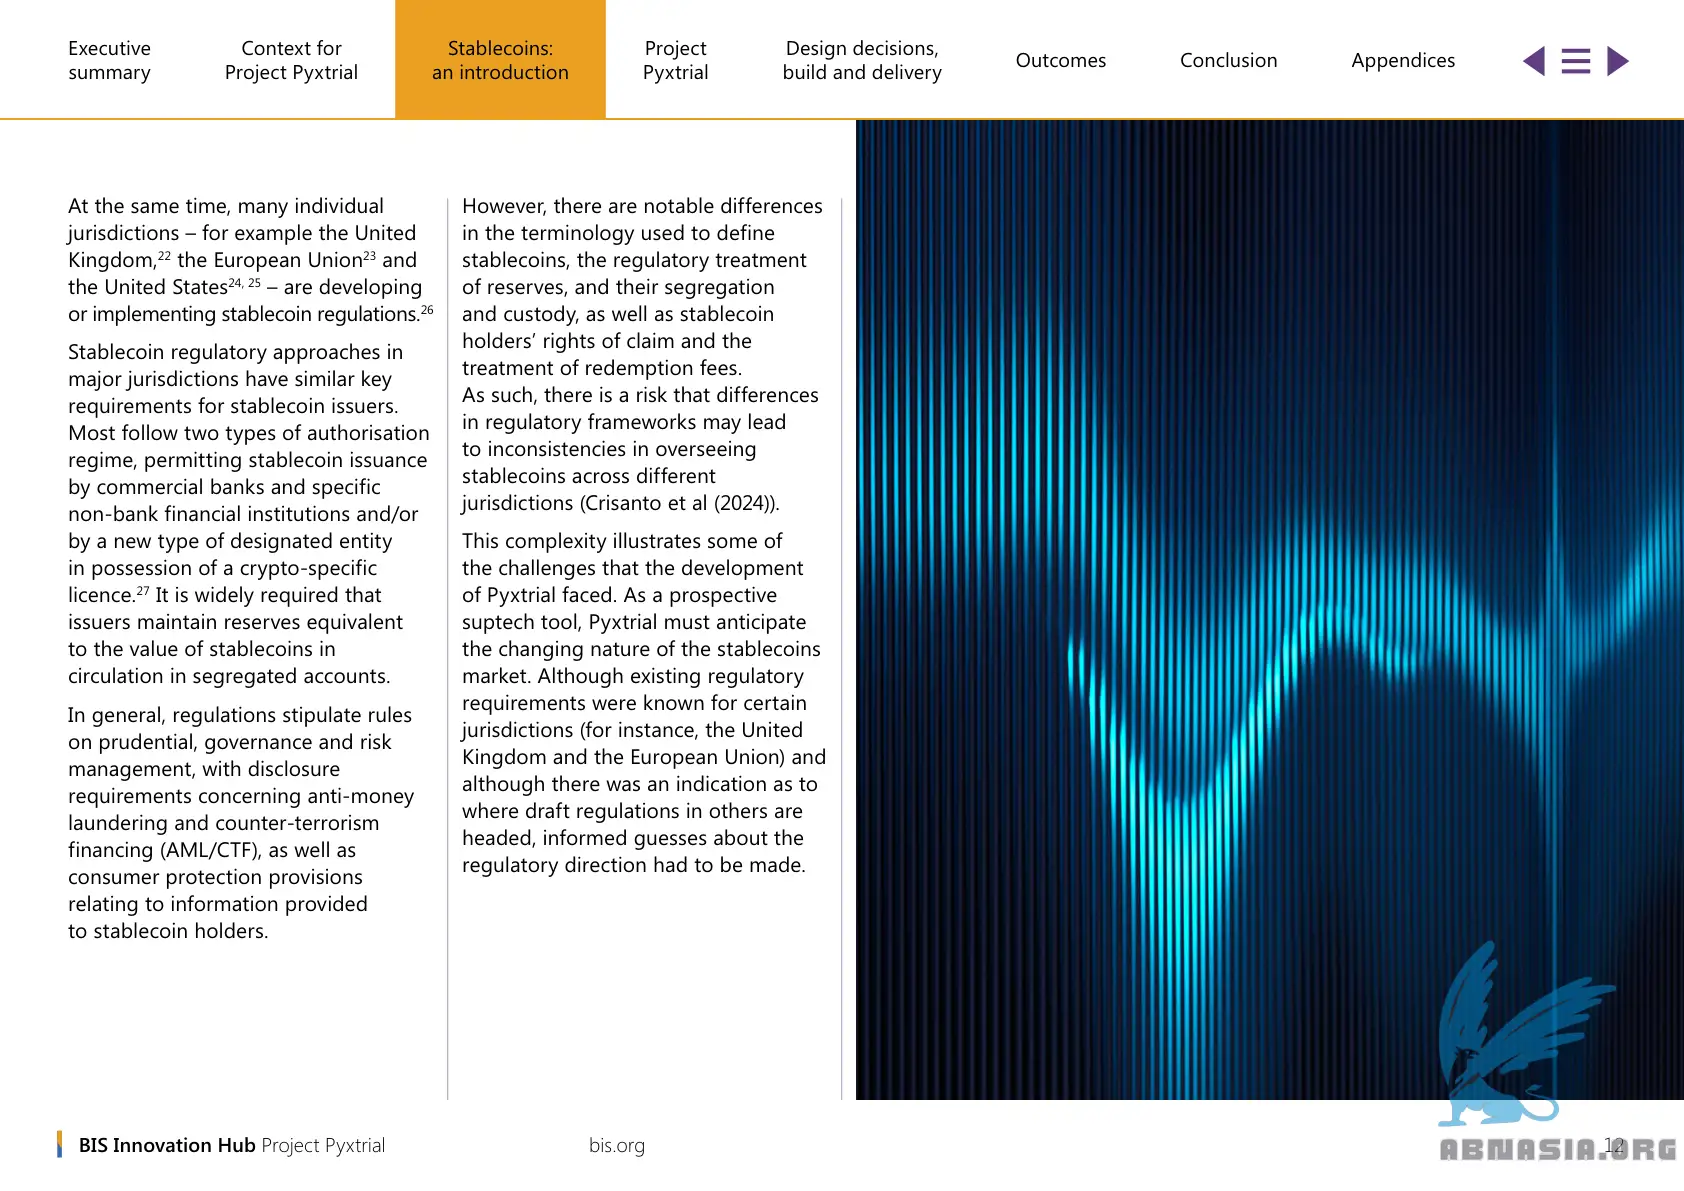 Executive
summary
Context for
Project Pyxtrial
Stablecoins:
an introduction
Project
Pyxtrial
Design decisions,
build and delivery
Outcomes
Conclusion
Appendices
At the same time, many individual
jurisdictions – for example the United
Kingdom,22 the European Union23 and
the United States24, 25 – are developing
or implementing stablecoin regulations.26
Stablecoin regulatory approaches in
major jurisdictions have similar key
requirements for stablecoin issuers.
Most follow two types of authorisation
regime, permitting stablecoin issuance
by commercial banks and specific
non-bank financial institutions and/or
by a new type of designated entity
in possession of a crypto-specific
licence.27 It is widely required that
issuers maintain reserves equivalent
to the value of stablecoins in
circulation in segregated accounts.
In general, regulations stipulate rules
on prudential, governance and risk
management, with disclosure
requirements concerning anti-money
laundering and counter-terrorism
financing (AML/CTF), as well as
consumer protection provisions
relating to information provided
to stablecoin holders.
However, there are notable differences
in the terminology used to define
stablecoins, the regulatory treatment
of reserves, and their segregation
and custody, as well as stablecoin
holders’ rights of claim and the
treatment of redemption fees.
As such, there is a risk that differences
in regulatory frameworks may lead
to inconsistencies in overseeing
stablecoins across different
jurisdictions (Crisanto et al (2024)).
This complexity illustrates some of
the challenges that the development
of Pyxtrial faced. As a prospective
suptech tool, Pyxtrial must anticipate
the changing nature of the stablecoins
market. Although existing regulatory
requirements were known for certain
jurisdictions (for instance, the United
Kingdom and the European Union) and
although there was an indication as to
where draft regulations in others are
headed, informed guesses about the
regulatory direction had to be made.
BIS Innovation Hub Project Pyxtrial
bis.org
12
ABNASIA.ORG